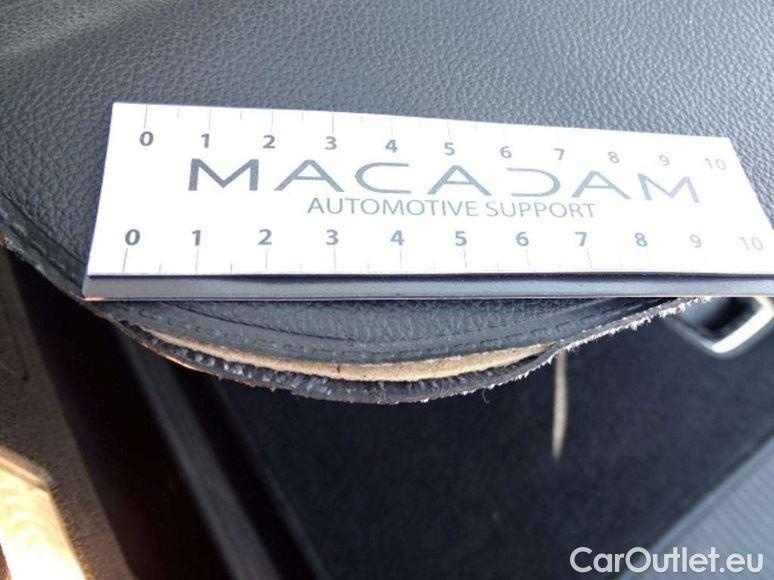 0 1 2 3 4 5 6 7 8 9 10
MACADAM
AUTOMOTIVE SUPPORT
0 1 2 3 4 5 6 7 8 9 10
CarOutlet.eu